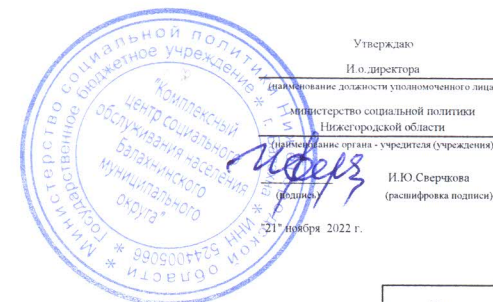 Утверждаю
И.о.директора
(наименование должности уполномоченного лица
министерство социальной политики
Нижегородской области
(наименование органа - учредителя (учреждения)
И.Ю.Сверчкова
(подпись)
(расшифровка подписи)
"21" ноября 2022 г.
Министерство социальной политики Нижегородской области *
Государственное бюджетное учреждение *
* ИНН 5244005066 *
"Комплексный
центр социального
обслуживания населения
Балахнинского
муниципального
округа"